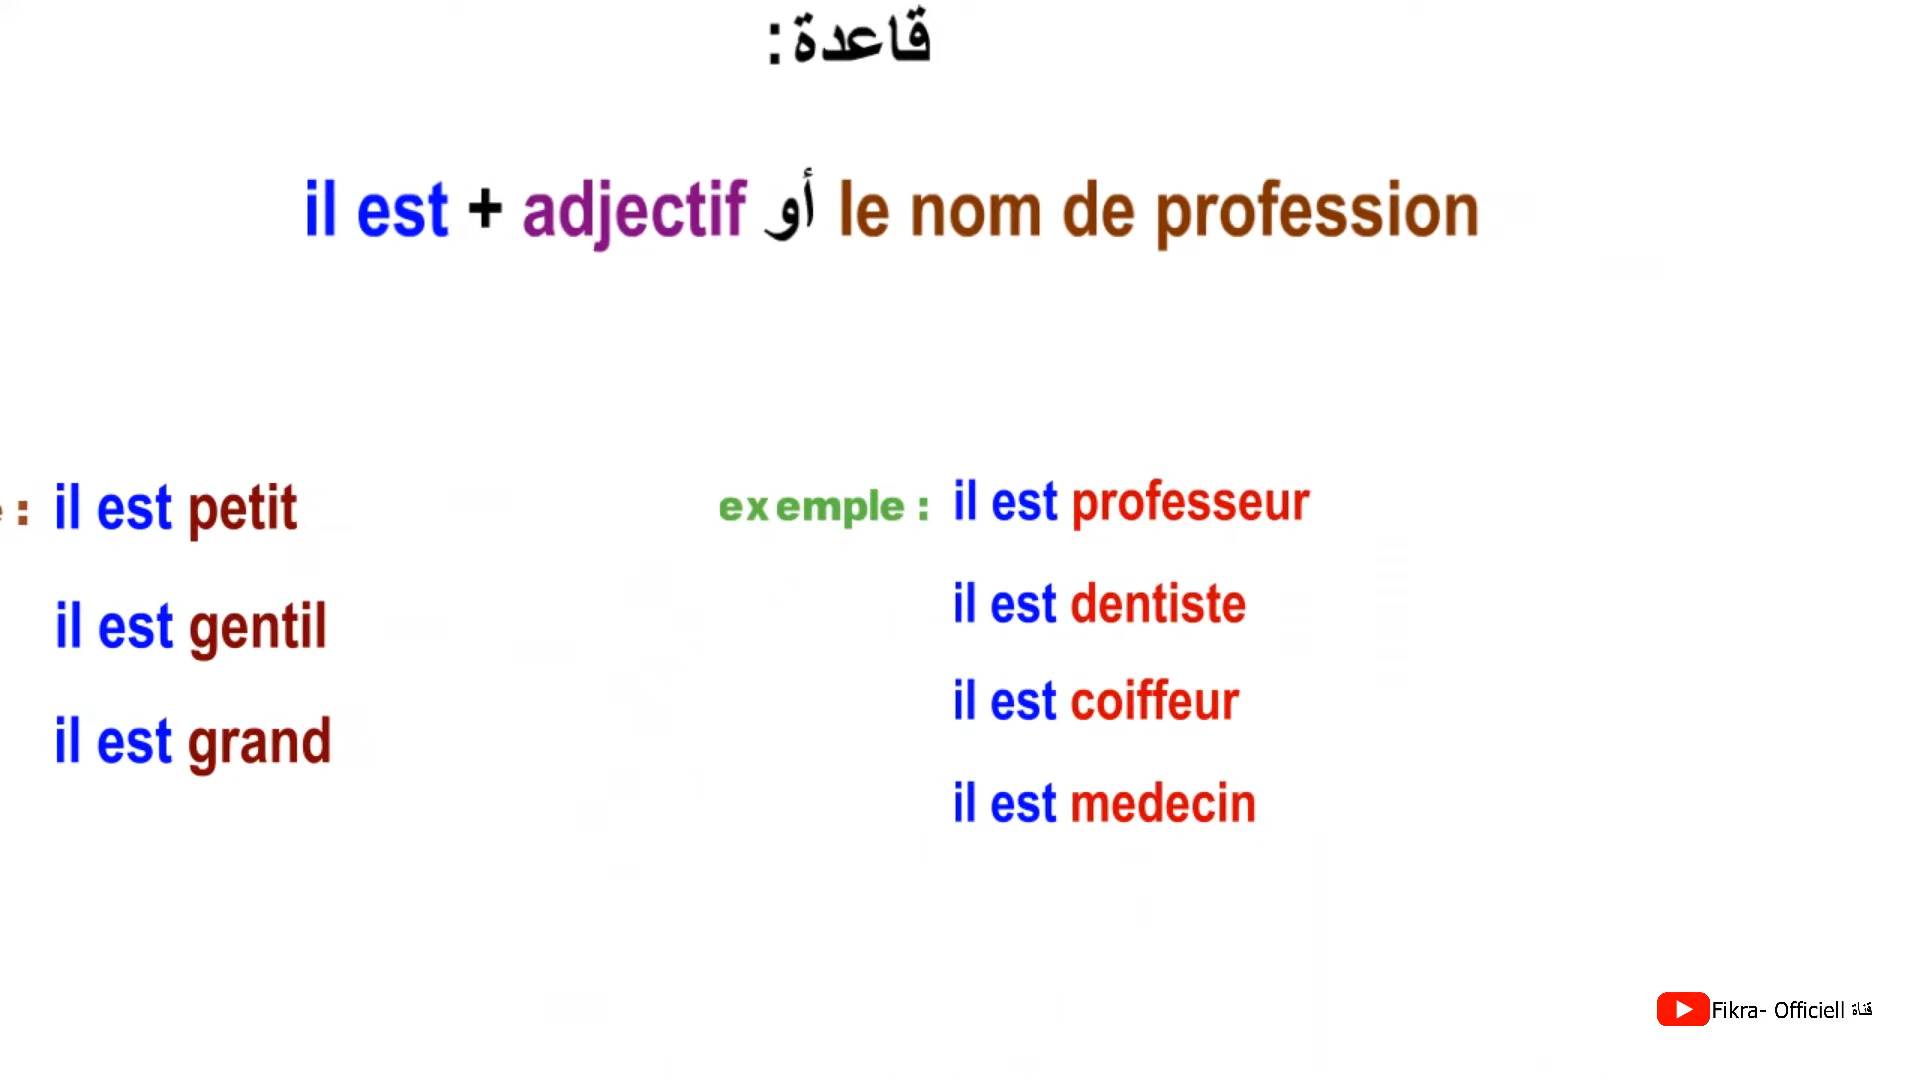 قاعدة:
il est + adjectif أو le nom de profession
: il est petit
il est gentil
il est grand
exemple : il est professeur
il est dentiste
il est coiffeur
il est medecin
Fikra- Officiell قناة